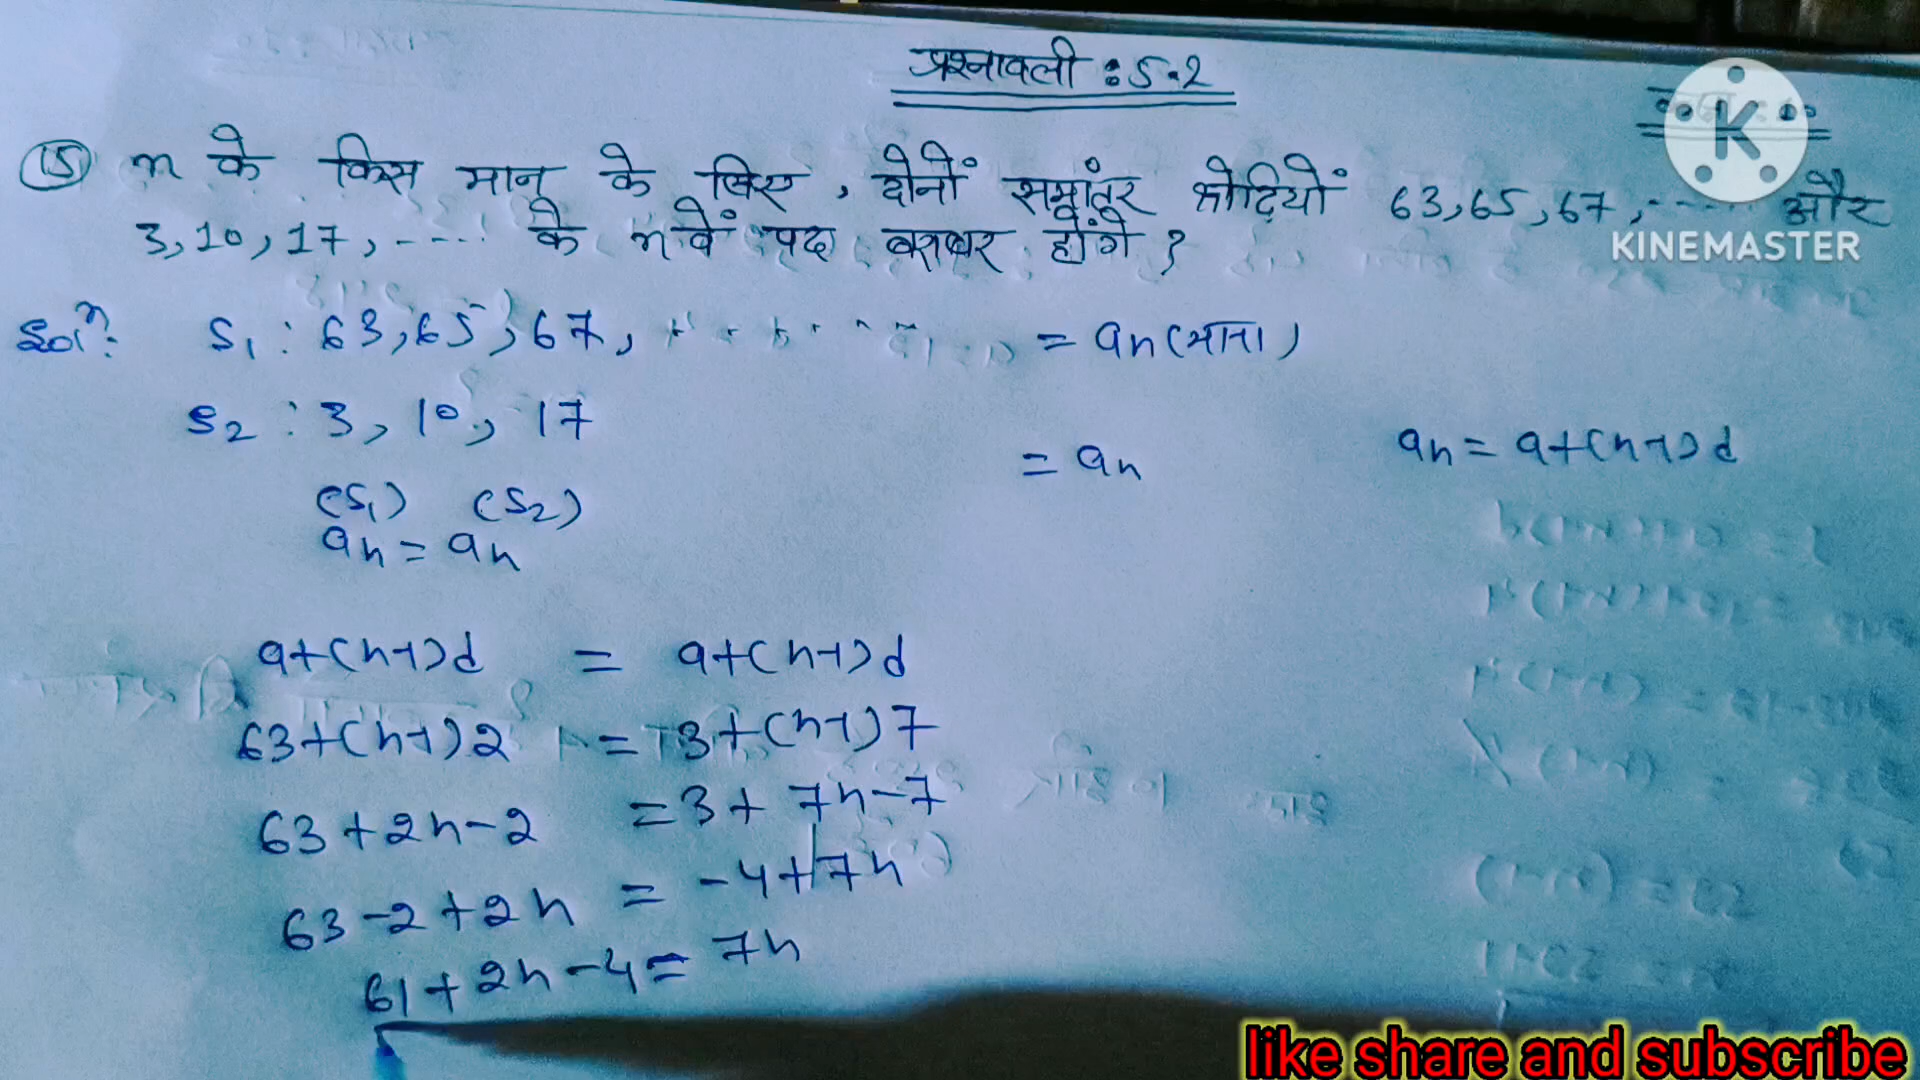 प्रश्नावली : 5.2
15 n के किस मान के लिए, दोनों समांतर श्रेढ़ियों 63, 65, 67, ..... और
3, 10, 17, ..... के nवें पद बराबर होंगे ?
KINEMASTER
Solⁿ: S₁ : 63, 65, 67, ....... = an (माना)
S₂ : 3, 10, 17
= an an = a+(n-1)d
(S₁) (S₂)
an = an
a+(n-1)d = a+(n-1)d
63+(n-1)2 = 3+(n-1)7
63+2n-2 = 3+7n-7
63-2+2n = -4+7n
61+2n-4 = 7n
like share and subscribe